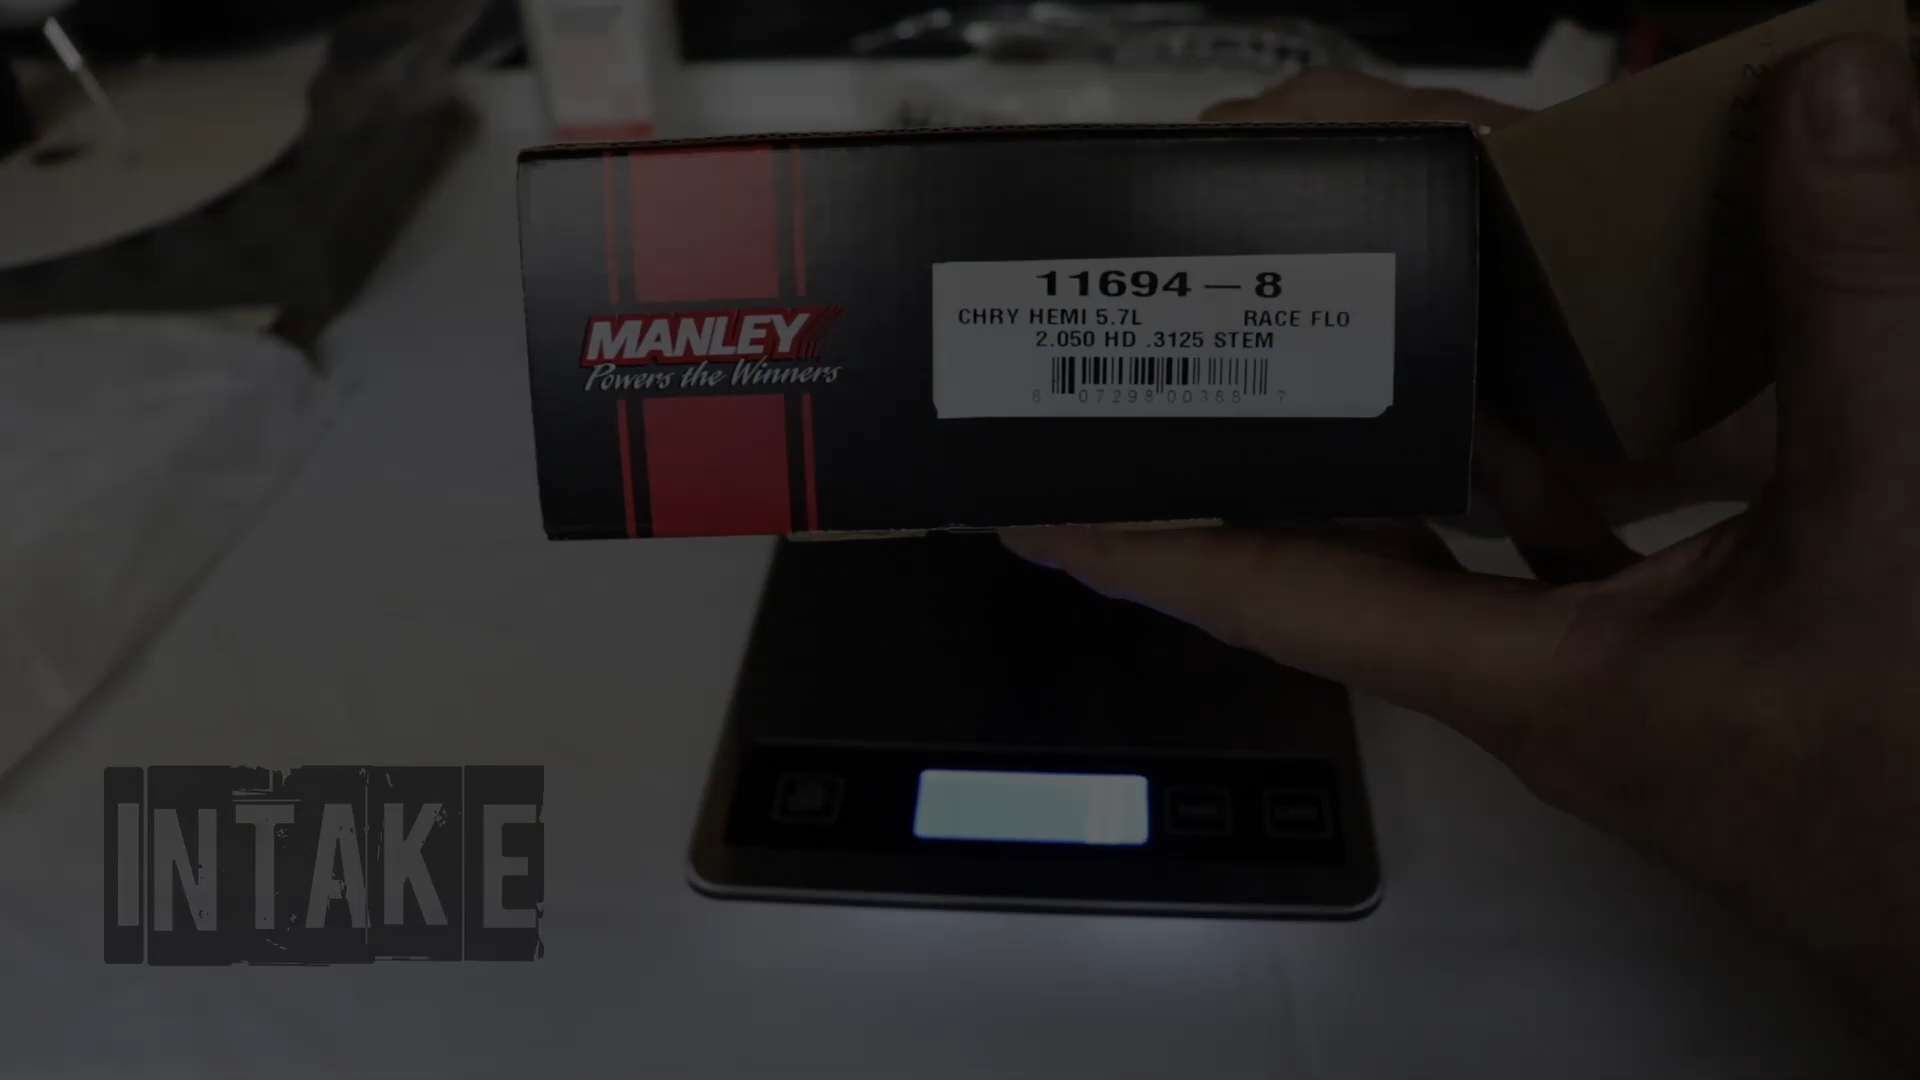 11694 — 8
CHRY HEMI 5.7L RACE FLO
2.050 HD .3125 STEM
8 07298 00388 7
MANLEY
Powers the Winners
INTAKE